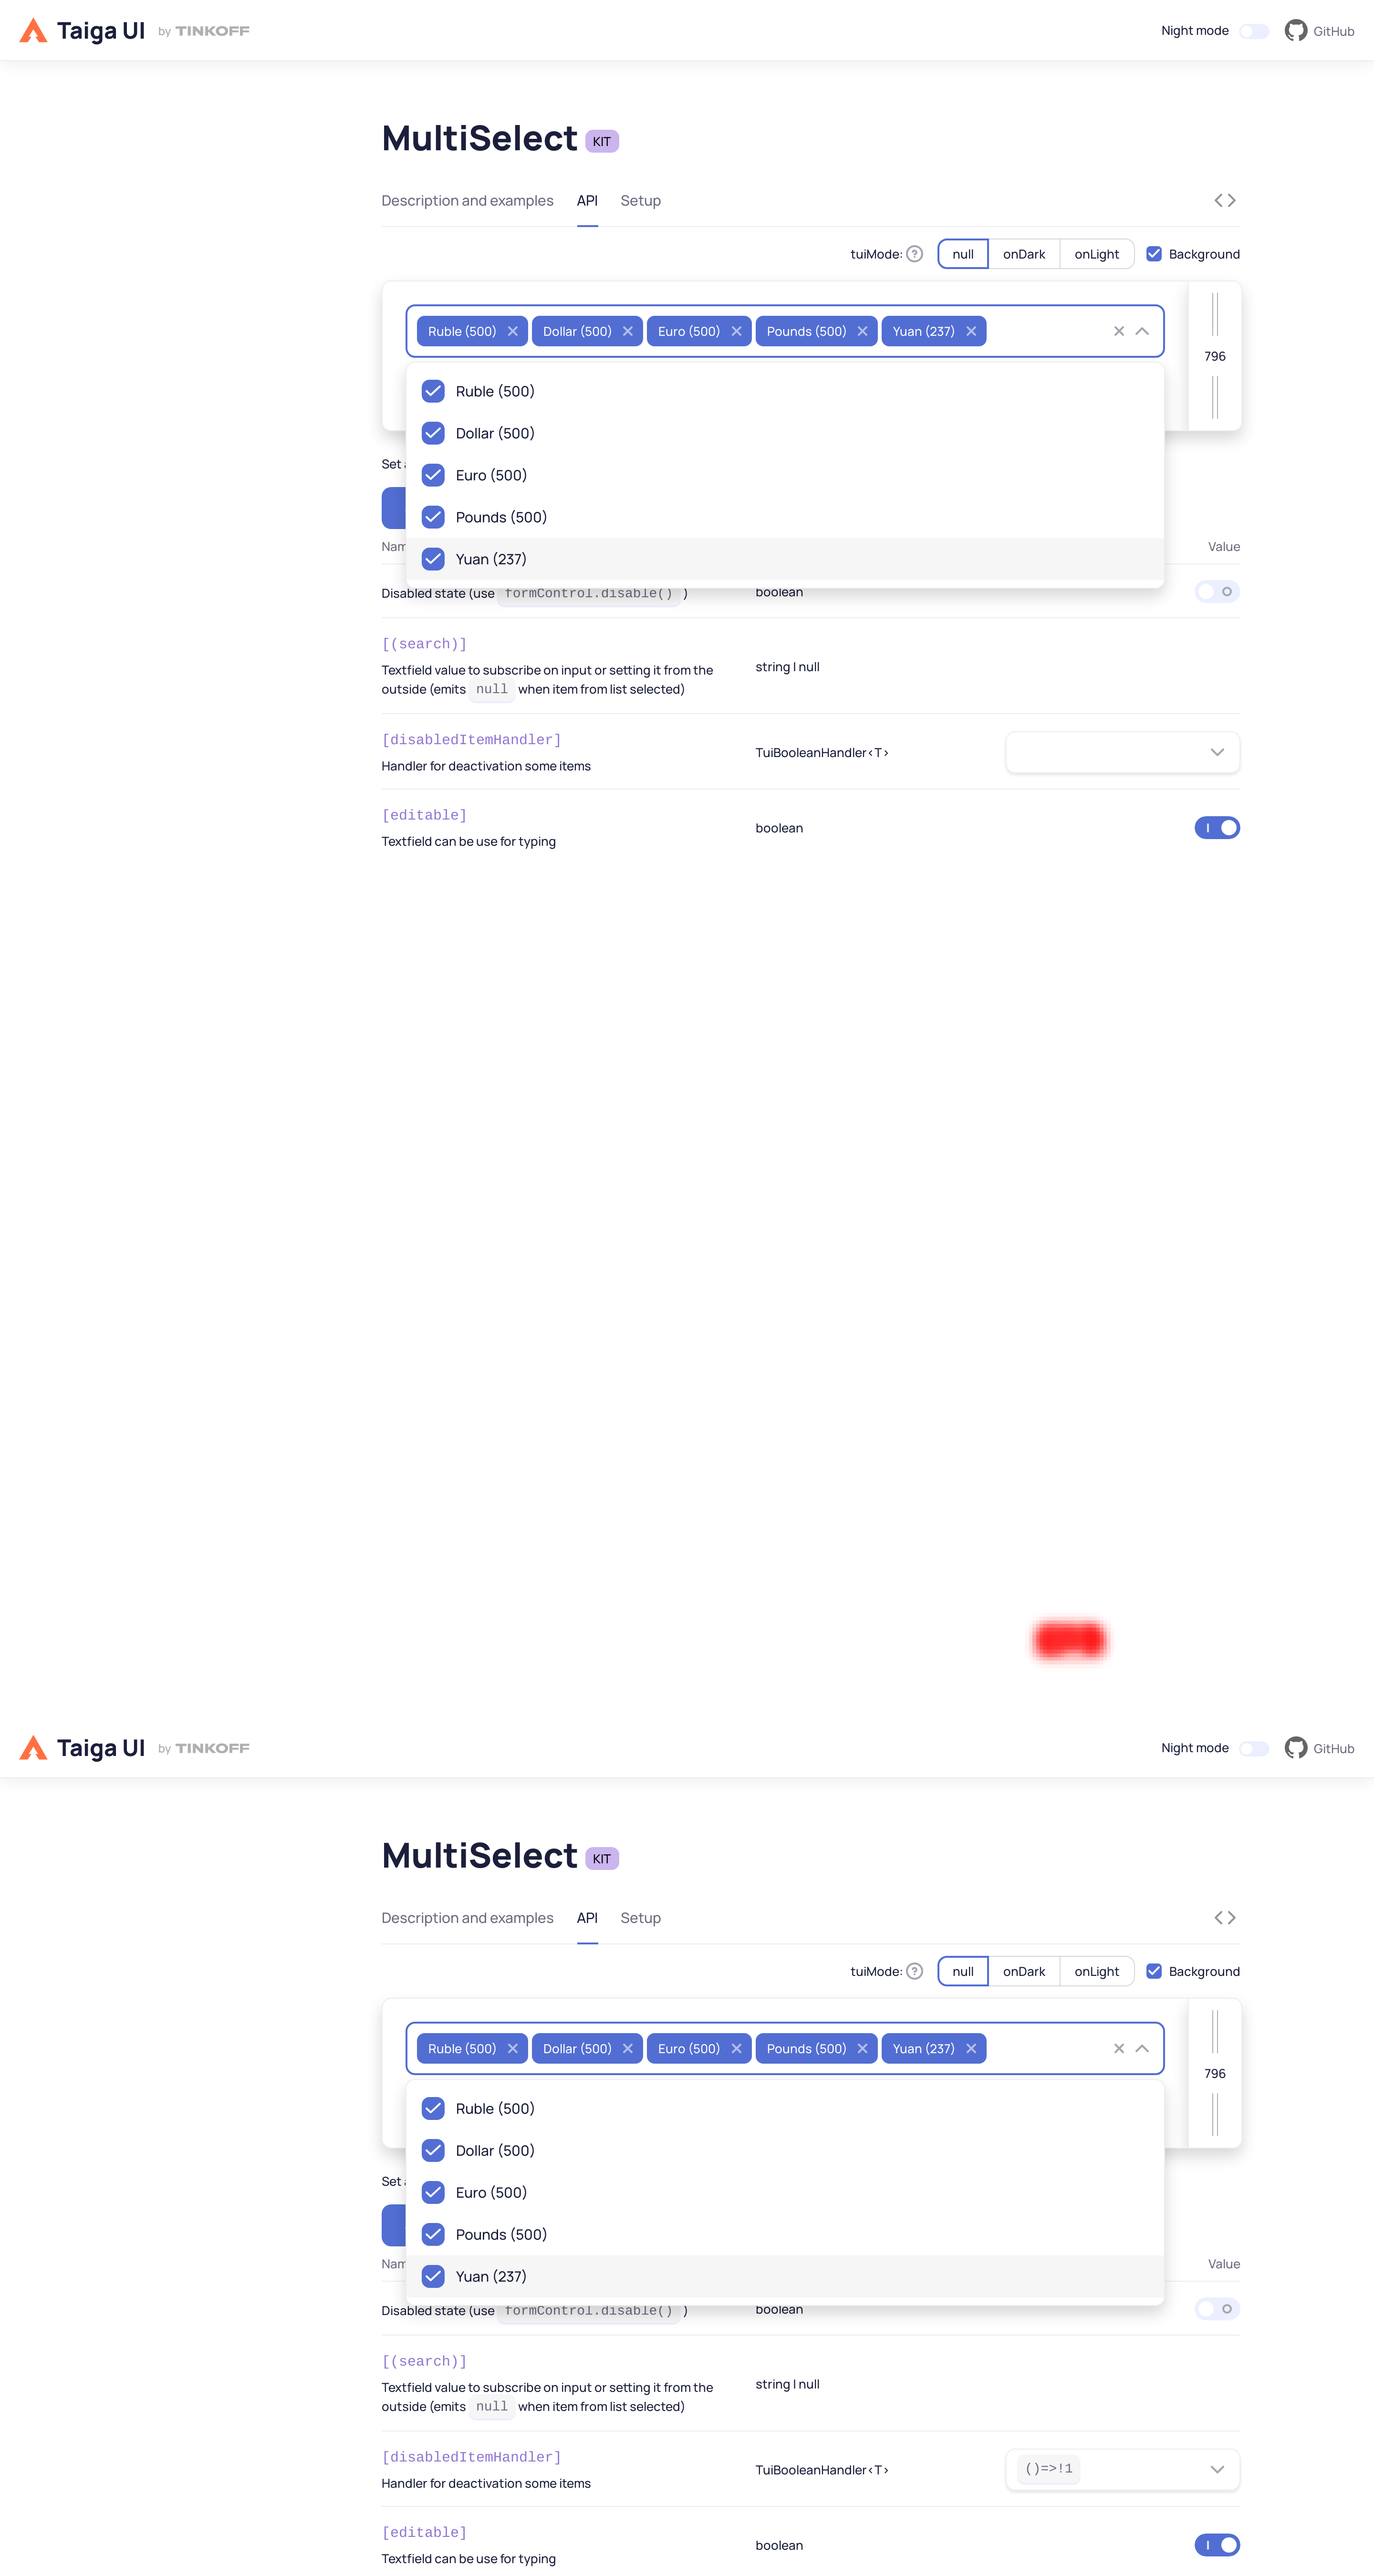 Taiga UI by TINKOFF Night mode GitHub
MultiSelect KIT
Description and examples API Setup
tuiMode: ? null onDark onLight Background
Ruble (500) Dollar (500) Euro (500) Pounds (500) Yuan (237)
796
Ruble (500)
Dollar (500)
Set
Euro (500)
Pounds (500)
Nam Value
Yuan (237)
Disabled state (use formControl.disable() ) boolean
[(search)]
Textfield value to subscribe on input or setting it from the
string | null
outside (emits null when item from list selected)
[disabledItemHandler]
TuiBooleanHandler<T>
Handler for deactivation some items
[editable]
boolean
Textfield can be use for typing
Taiga UI by TINKOFF Night mode GitHub
MultiSelect KIT
Description and examples API Setup
tuiMode: ? null onDark onLight Background
Ruble (500) Dollar (500) Euro (500) Pounds (500) Yuan (237)
796
Ruble (500)
Dollar (500)
Set
Euro (500)
Pounds (500)
Nam Value
Yuan (237)
Disabled state (use formControl.disable() ) boolean
[(search)]
Textfield value to subscribe on input or setting it from the
string | null
outside (emits null when item from list selected)
[disabledItemHandler]
TuiBooleanHandler<T> ()=>!1
Handler for deactivation some items
[editable]
boolean
Textfield can be use for typing